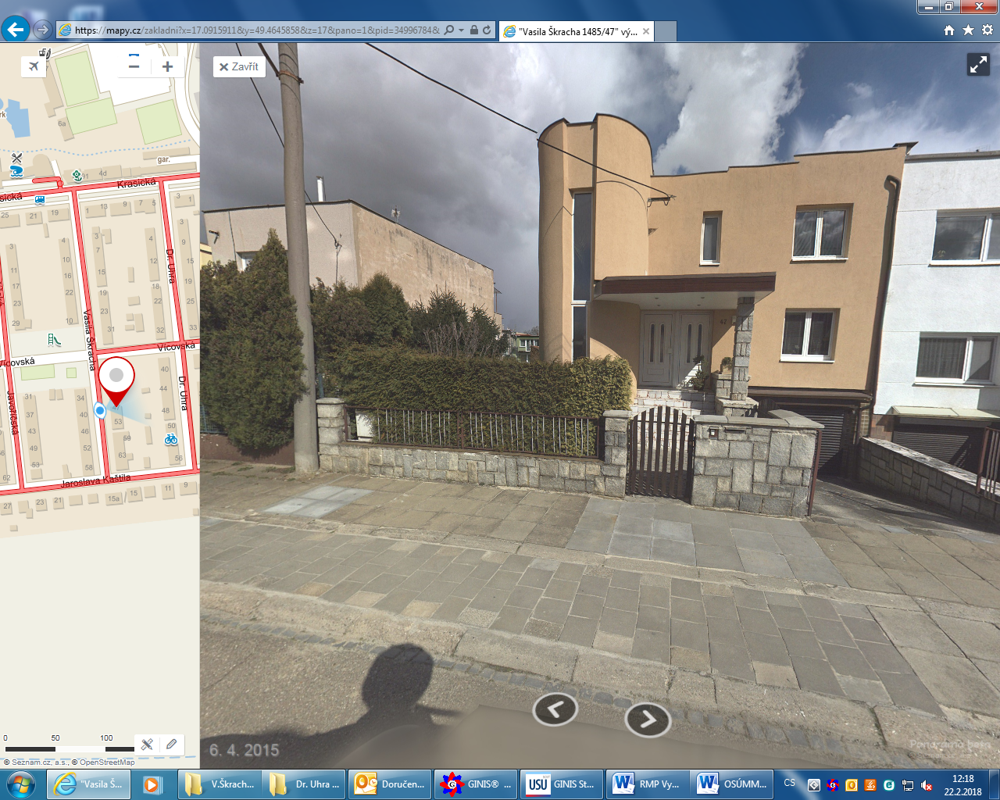 https://mapy.cz/zakladni?x=17.0915911&y=49.4645858&z=17&pano=1&pid=34996784&
"Vasila Škracha 1485/47" vý...
Zavřít
6a
gar.
4d
Krasická
sická
25
21
19
1
13
9
7
5
3
1
3
4
3
4
3
9
7
11
10
15
15
Dr. Uhra
17
16
18
19
23
22
19
22
25
29
10
31
32
33
Vasila Škracha
Vícovská
Vícovská
40
44
31
34
Dr. Uhra
Javoříčská
37
40
47
48
43
46
53
50
49
52
59
53
63
56
62
58
Jaroslava Kaštila
27
23
21
15a
15
11
9
47
0 50 100
© Seznam.cz, a.s., © OpenStreetMap
6. 4. 2015
Panorama
"Vasila Š...
V.Škrach...
Dr. Uhra ...
Doručen...
GINIS® ...
USU
GINIS St...
RMP Vy...
OSÚMM...
CS
12:18
22.2.2018